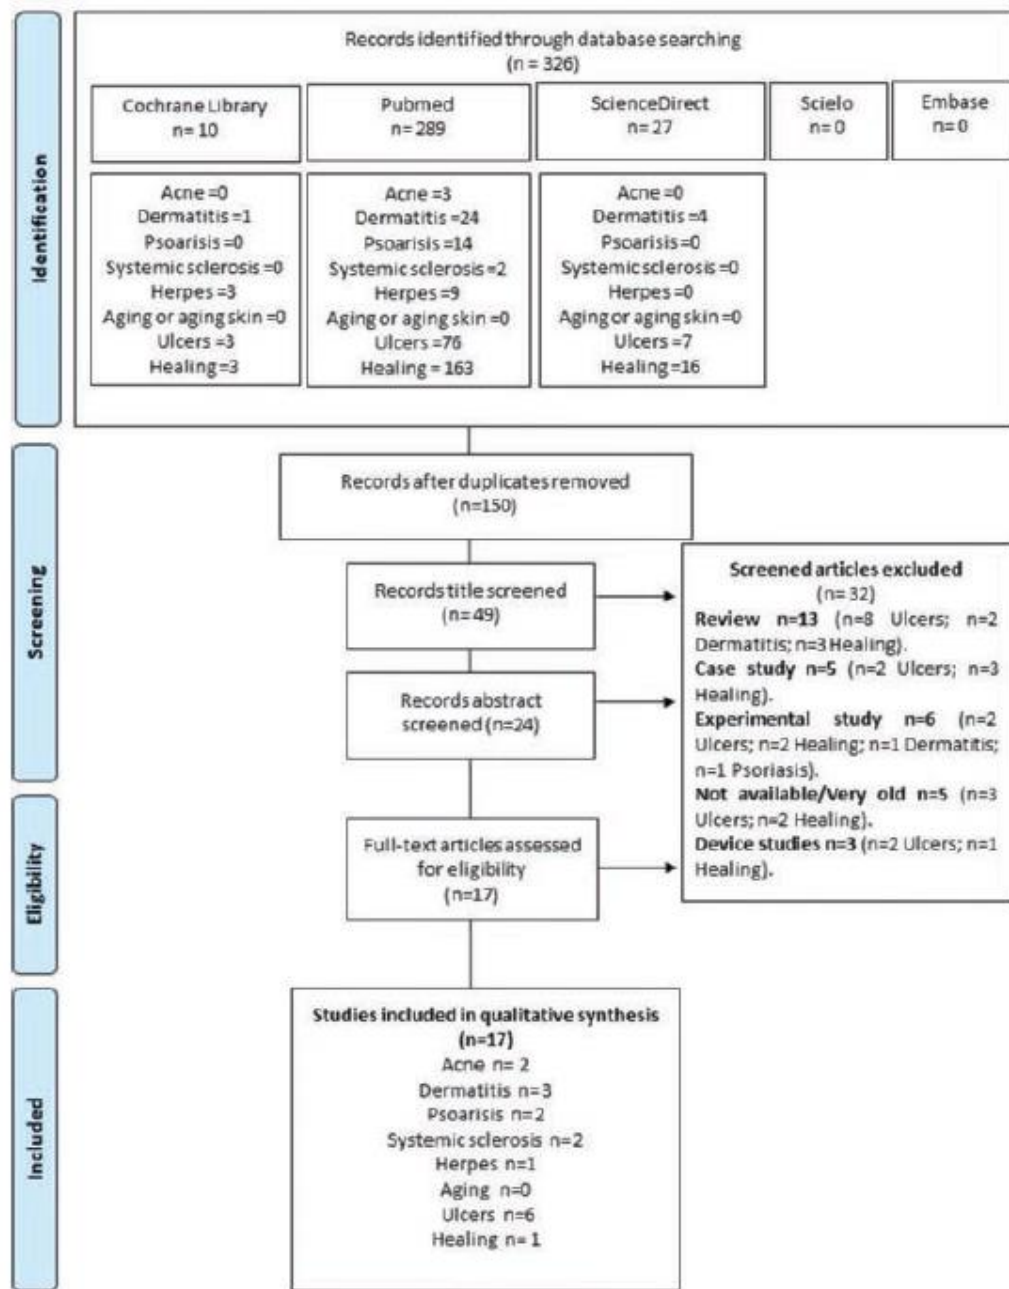 Identification
Records identified through database searching
(n = 326)
Cochrane Library
n= 10
Pubmed
n= 289
ScienceDirect
n= 27
Scielo
n= 0
Embase
n= 0
Acne =0
Dermatitis =1
Psoarisis =0
Systemic sclerosis =0
Herpes =3
Aging or aging skin =0
Ulcers =3
Healing =3
Acne =3
Dermatitis =24
Psoarisis =14
Systemic sclerosis =2
Herpes =9
Aging or aging skin =0
Ulcers =76
Healing = 163
Acne =0
Dermatitis =4
Psoarisis =0
Systemic sclerosis =0
Herpes =0
Aging or aging skin =0
Ulcers =7
Healing =16
Screening
Records after duplicates removed
(n=150)
Records title screened
(n= 49)
Records abstract
screened (n=24)
Screened articles excluded
(n= 32)
Review n=13 (n=8 Ulcers; n=2
Dermatitis; n=3 Healing).
Case study n=5 (n=2 Ulcers; n=3
Healing).
Experimental study n=6 (n=2
Ulcers; n=2 Healing; n=1 Dermatitis;
n=1 Psoriasis).
Not available/Very old n=5 (n=3
Ulcers; n=2 Healing).
Device studies n=3 (n=2 Ulcers; n=1
Healing).
Eligibility
Full-text articles assessed
for eligibility
(n=17)
Included
Studies included in qualitative synthesis
(n=17)
Acne n= 2
Dermatitis n=3
Psoarisis n=2
Systemic sclerosis n=2
Herpes n=1
Aging n=0
Ulcers n=6
Healing n= 1